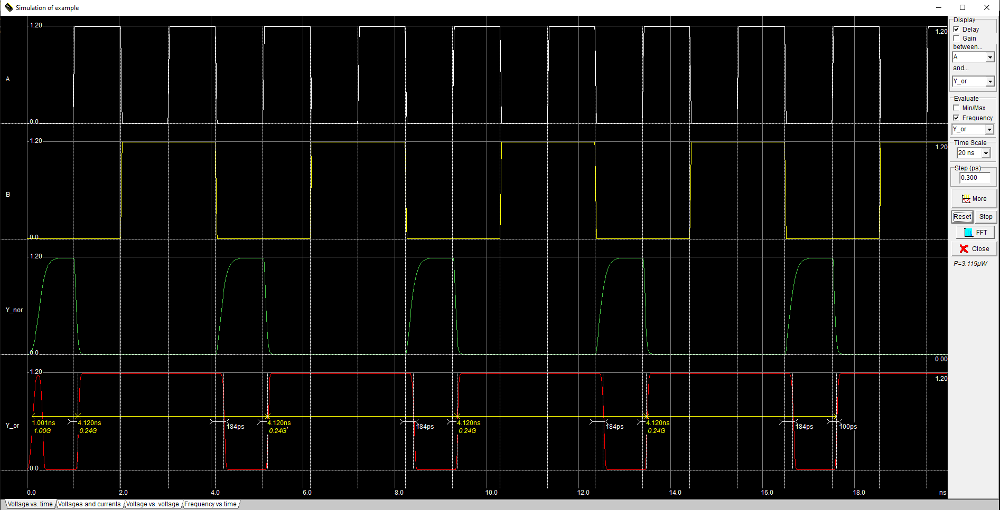 Simulation of example
1.20
1.20
A
0.0
1.20
1.20
B
0.0
1.20
Y_nor
0.0
0.00
1.20
1.20
Y_or
1.001ns
1.00G
4.120ns
0.24G
184ps
4.120ns
0.24G
184ps
4.120ns
0.24G
184ps
4.120ns
0.24G
184ps
100ps
0.0
0.0 2.0 4.0 6.0 8.0 10.0 12.0 14.0 16.0 18.0 ns
Voltage vs. time Voltages and currents Voltage vs. voltage Frequency vs.time
Display
Delay
Gain
between...
A
and...
Y_or
Evaluate
Min/Max
Frequency
Y_or
Time Scale
20 ns
Step (ps)
0.300
More
Reset Stop
FFT
Close
P=3.119µW